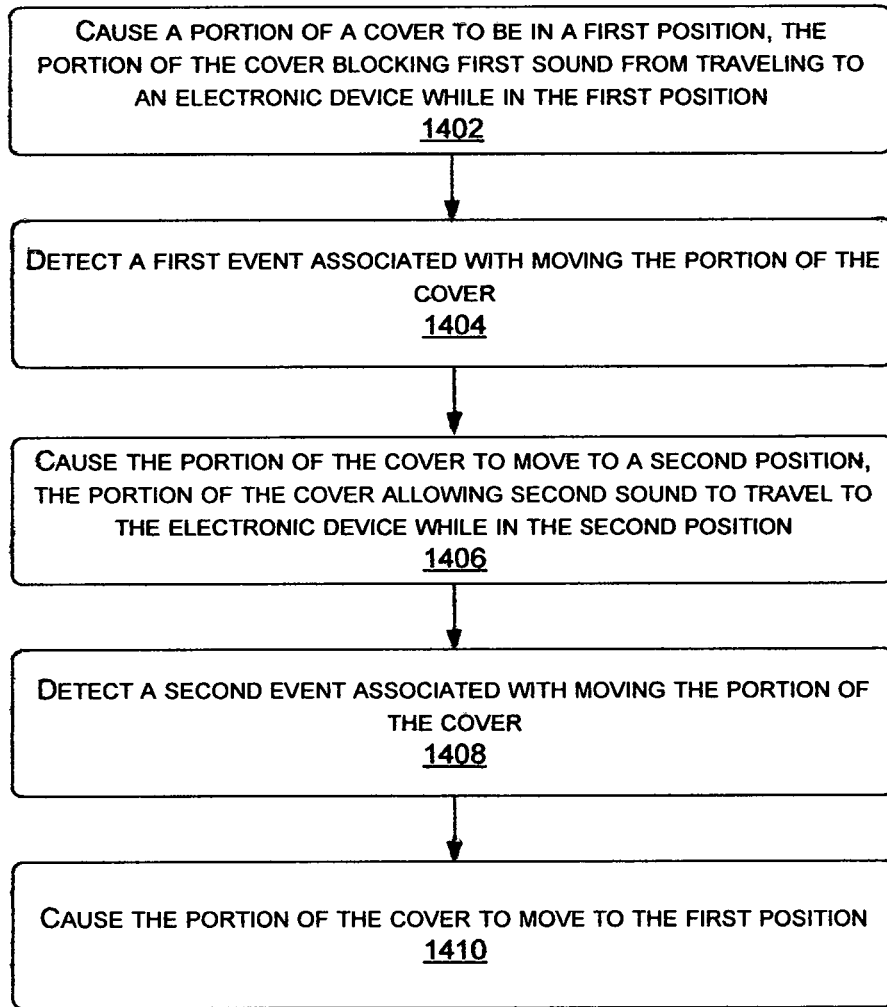 CAUSE A PORTION OF A COVER TO BE IN A FIRST POSITION, THE
PORTION OF THE COVER BLOCKING FIRST SOUND FROM TRAVELING TO
AN ELECTRONIC DEVICE WHILE IN THE FIRST POSITION
1402
DETECT A FIRST EVENT ASSOCIATED WITH MOVING THE PORTION OF THE
COVER
1404
CAUSE THE PORTION OF THE COVER TO MOVE TO A SECOND POSITION,
THE PORTION OF THE COVER ALLOWING SECOND SOUND TO TRAVEL TO
THE ELECTRONIC DEVICE WHILE IN THE SECOND POSITION
1406
DETECT A SECOND EVENT ASSOCIATED WITH MOVING THE PORTION OF
THE COVER
1408
CAUSE THE PORTION OF THE COVER TO MOVE TO THE FIRST POSITION
1410